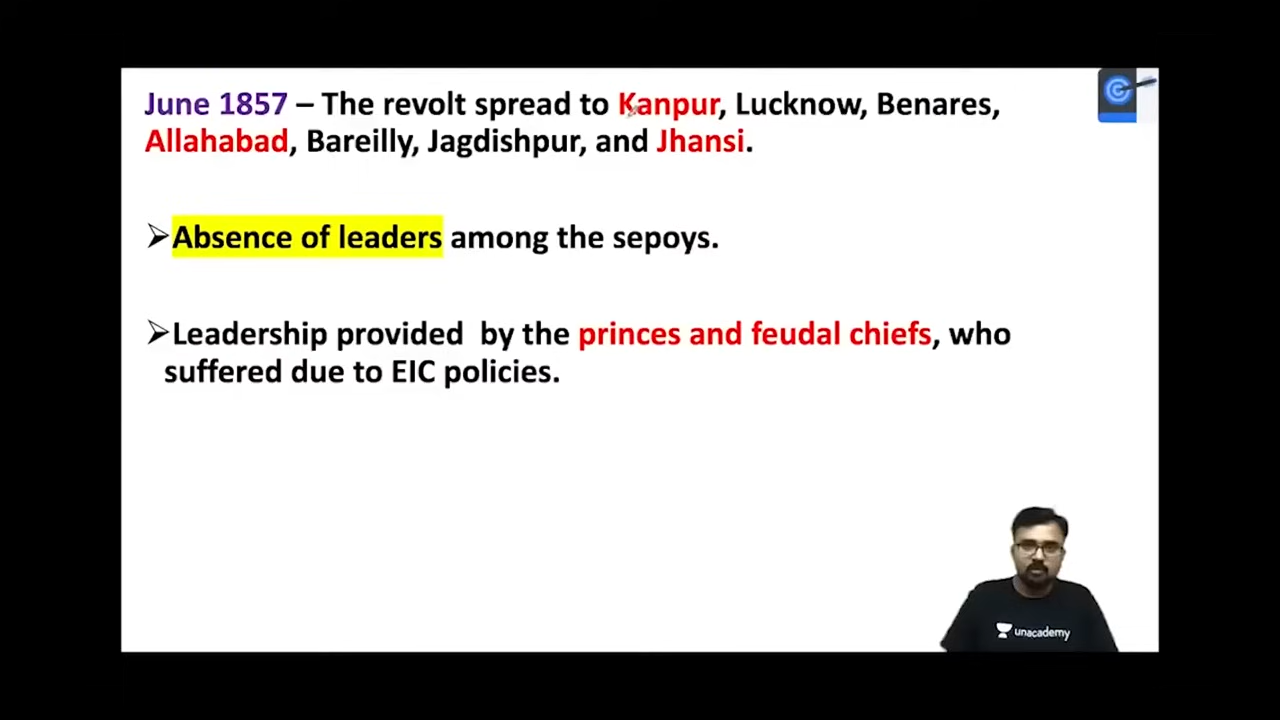 June 1857 – The revolt spread to Kanpur, Lucknow, Benares,
Allahabad, Bareilly, Jagdishpur, and Jhansi.
➢Absence of leaders among the sepoys.
➢Leadership provided by the princes and feudal chiefs, who
suffered due to EIC policies.
unacademy